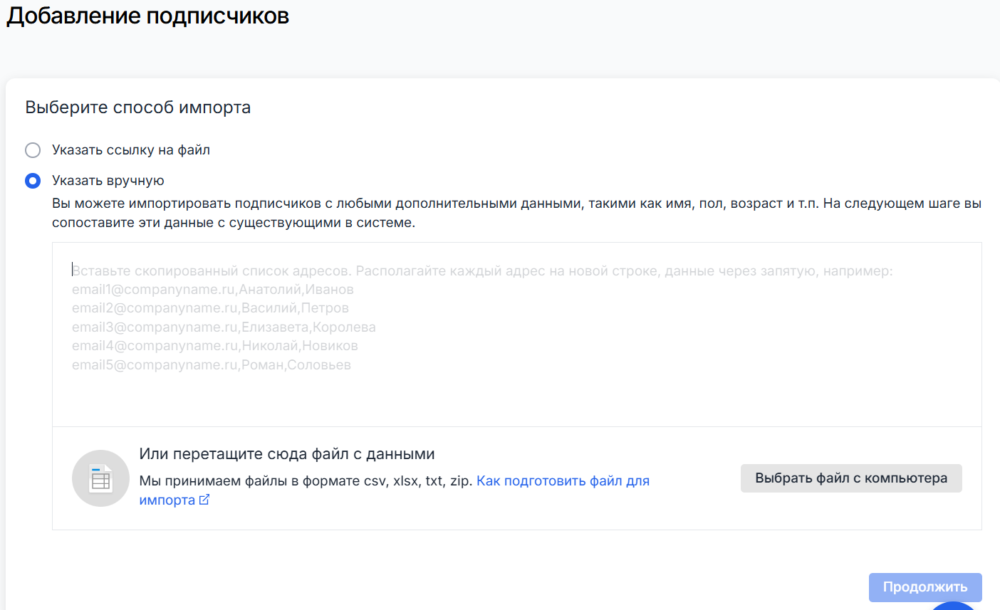 Добавление подписчиков
Выберите способ импорта
Указать ссылку на файл
Указать вручную
Вы можете импортировать подписчиков с любыми дополнительными данными, такими как имя, пол, возраст и т.п. На следующем шаге вы
сопоставите эти данные с существующими в системе.
Вставьте скопированный список адресов. Располагайте каждый адрес на новой строке, данные через запятую, например:
email1@companyname.ru,Анатолий,Иванов
email2@companyname.ru,Василий,Петров
email3@companyname.ru,Елизавета,Королева
email4@companyname.ru,Николай,Новиков
email5@companyname.ru,Роман,Соловьев
Или перетащите сюда файл с данными
Мы принимаем файлы в формате csv, xlsx, txt, zip. Как подготовить файл для
импорта
Выбрать файл с компьютера
Продолжить